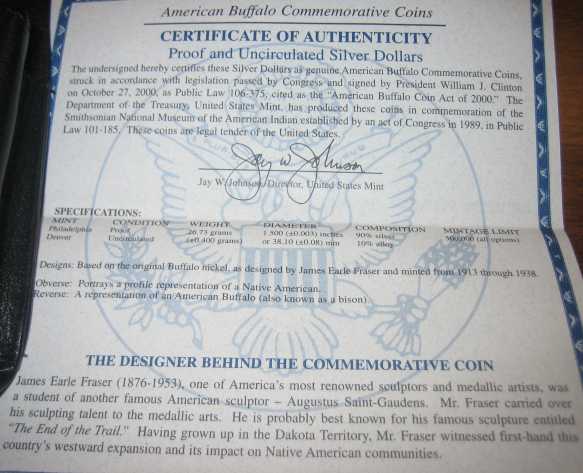 American Buffalo Commemorative Coins
CERTIFICATE OF AUTHENTICITY
Proof and Uncirculated Silver Dollars
The undersigned hereby certifies these Silver Dollars as genuine American Buffalo Commemorative Coins,
struck in accordance with legislation passed by Congress and signed by President William J. Clinton
on October 27, 2000, as Public Law 106-375, cited as the "American Buffalo Coin Act of 2000." The
Department of the Treasury, United States Mint, has produced these coins in commemoration of the
Smithsonian National Museum of the American Indian established by an act of Congress in 1989, in Public
Law 101-185. These coins are legal tender of the United States.
Jay W. Johnson
Jay W. Johnson, Director, United States Mint
SPECIFICATIONS:
MINT CONDITION WEIGHT DIAMETER COMPOSITION MINTAGE LIMIT
Philadelphia Proof 26.73 grams 1.500 (±0.003) inches 90% silver 500,000 (all options)
Denver Uncirculated (±0.400 grams) or 38.10 (±0.08) mm 10% alloy
Designs: Based on the original Buffalo nickel, as designed by James Earle Fraser and minted from 1913 through 1938.
Obverse: Portrays a profile representation of a Native American.
Reverse: A representation of an American Buffalo (also known as a bison).
THE DESIGNER BEHIND THE COMMEMORATIVE COIN
James Earle Fraser (1876-1953), one of America's most renowned sculptors and medallic artists, was
a student of another famous American sculptor – Augustus Saint-Gaudens. Mr. Fraser carried over
his sculpting talent to the medallic arts. He is probably best known for his famous sculpture entitled
"The End of the Trail." Having grown up in the Dakota Territory, Mr. Fraser witnessed first-hand this
country's westward expansion and its impact on Native American communities.